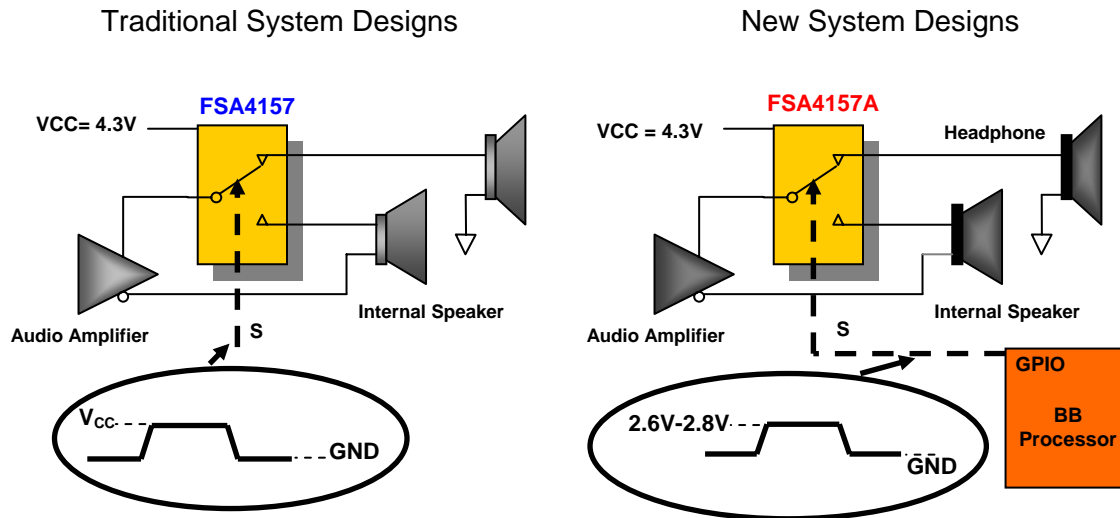 Traditional System Designs
FSA4157
VCC= 4.3V
Audio Amplifier
Internal Speaker
S
VCC
GND
New System Designs
FSA4157A
VCC = 4.3V
Headphone
Audio Amplifier
Internal Speaker
S
GPIO
BB
Processor
2.6V-2.8V
GND